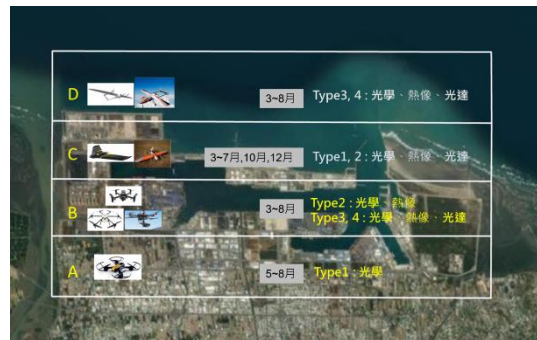 D 3~8月 Type3, 4 : 光學、熱像、光達
C 3~7月,10月,12月 Type1, 2 : 光學、熱像、光達
B 3~8月 Type2 : 光學、熱像
Type3, 4 : 光學、熱像、光達
A 5~8月 Type1 : 光學